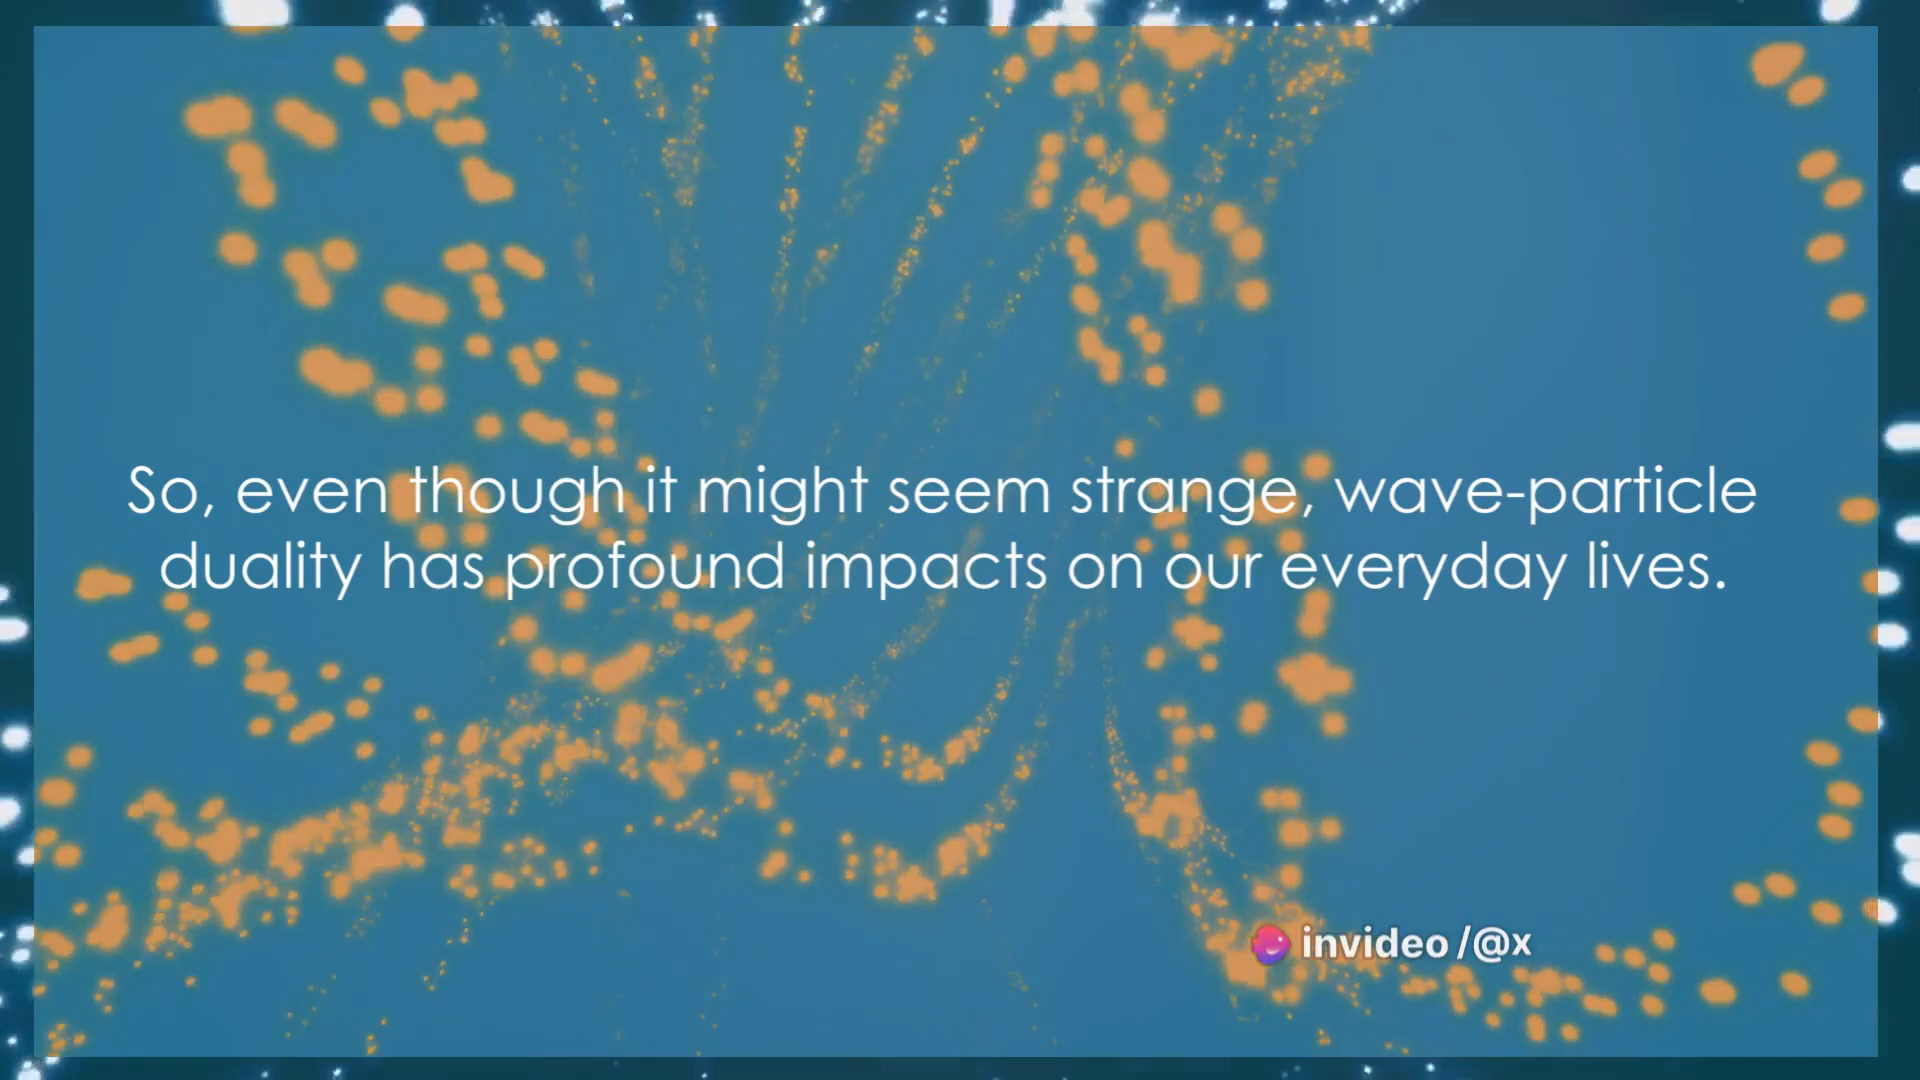 So, even though it might seem strange, wave-particle
duality has profound impacts on our everyday lives.
invideo /@x